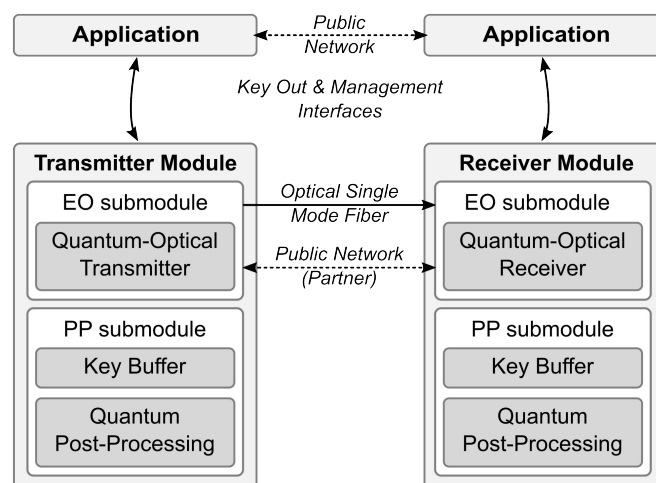 Application
Public
Network
Application
Key Out & Management
Interfaces
Transmitter Module
EO submodule
Quantum-Optical
Transmitter
PP submodule
Key Buffer
Quantum
Post-Processing
Optical Single
Mode Fiber
Public Network
(Partner)
Receiver Module
EO submodule
Quantum-Optical
Receiver
PP submodule
Key Buffer
Quantum
Post-Processing